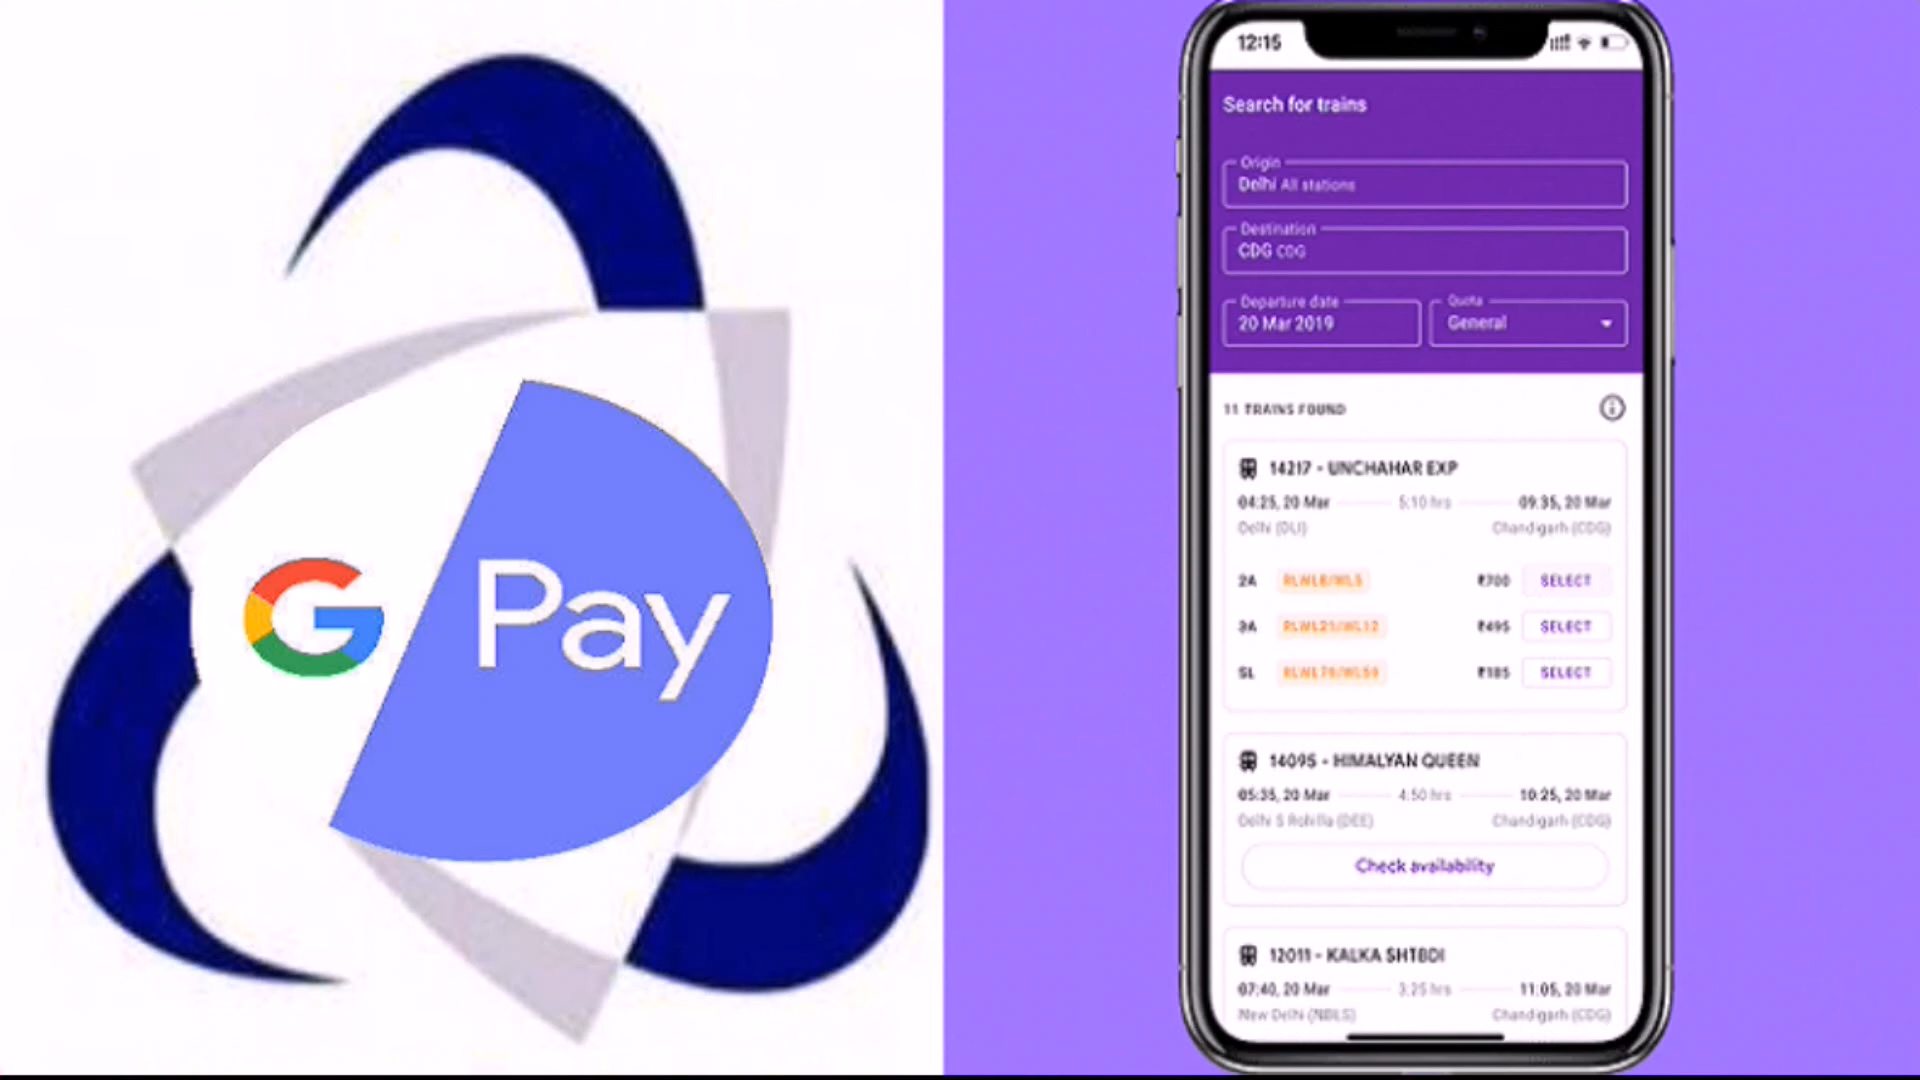 G Pay
12:15
Search for trains
Origin
Delhi All stations
Destination
CDG CDG
Departure date
20 Mar 2019
Quota
General
11 TRAINS FOUND
14217 - UNCHAHAR EXP
04:25, 20 Mar 5:10 hrs 09:35, 20 Mar
Delhi (DLI) Chandigarh (CDG)
2A RLWL8/WL5 ₹700 SELECT
3A RLWL21/WL12 ₹495 SELECT
SL ₹185 SELECT
14095 - HIMALYAN QUEEN
05:35, 20 Mar 4:50 hrs 10:25, 20 Mar
Delhi S Rohilla (DEE) Chandigarh (CDG)
Check availability
12011 - KALKA SHTBDI
07:40, 20 Mar 3:25 hrs 11:05, 20 Mar
New Delhi (NDLS) Chandigarh (CDG)